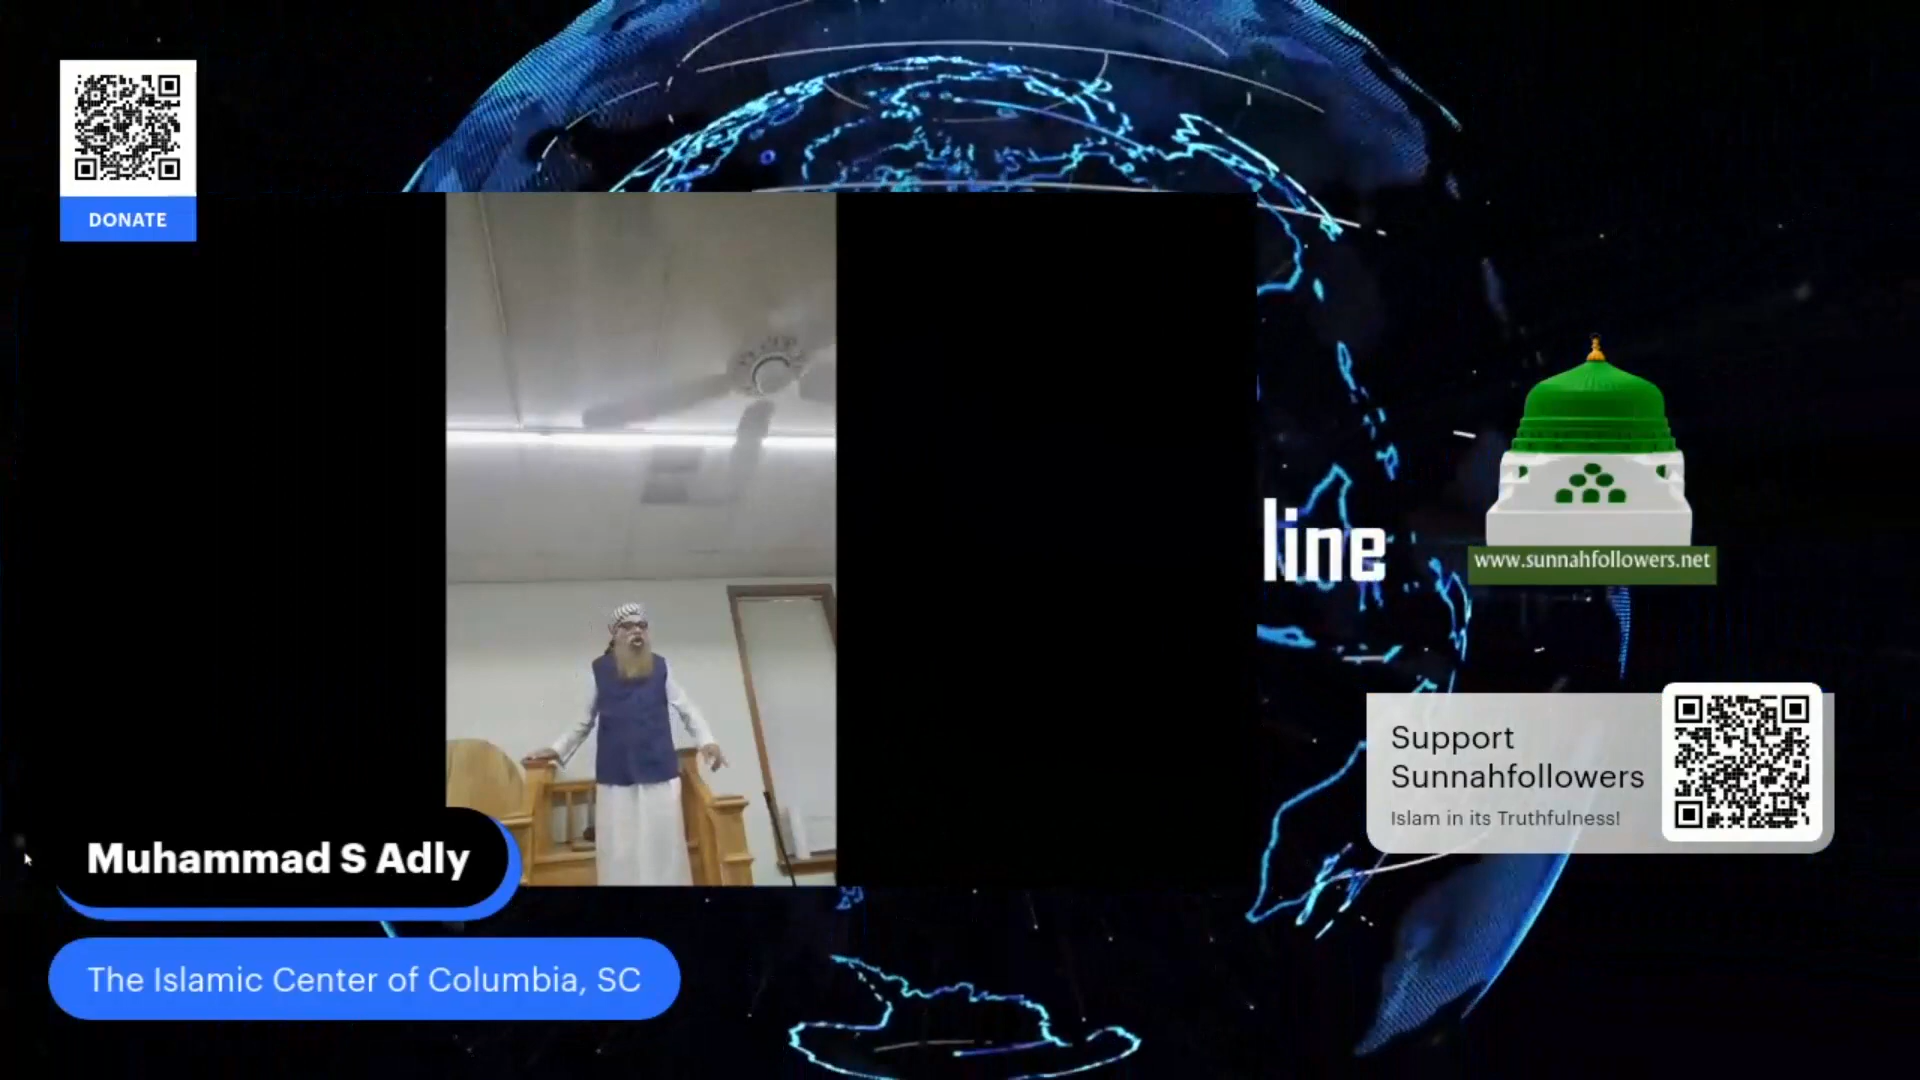 DONATE
line
www.sunnahfollowers.net
Support
Sunnahfollowers
Islam in its Truthfulness!
Muhammad S Adly
The Islamic Center of Columbia, SC